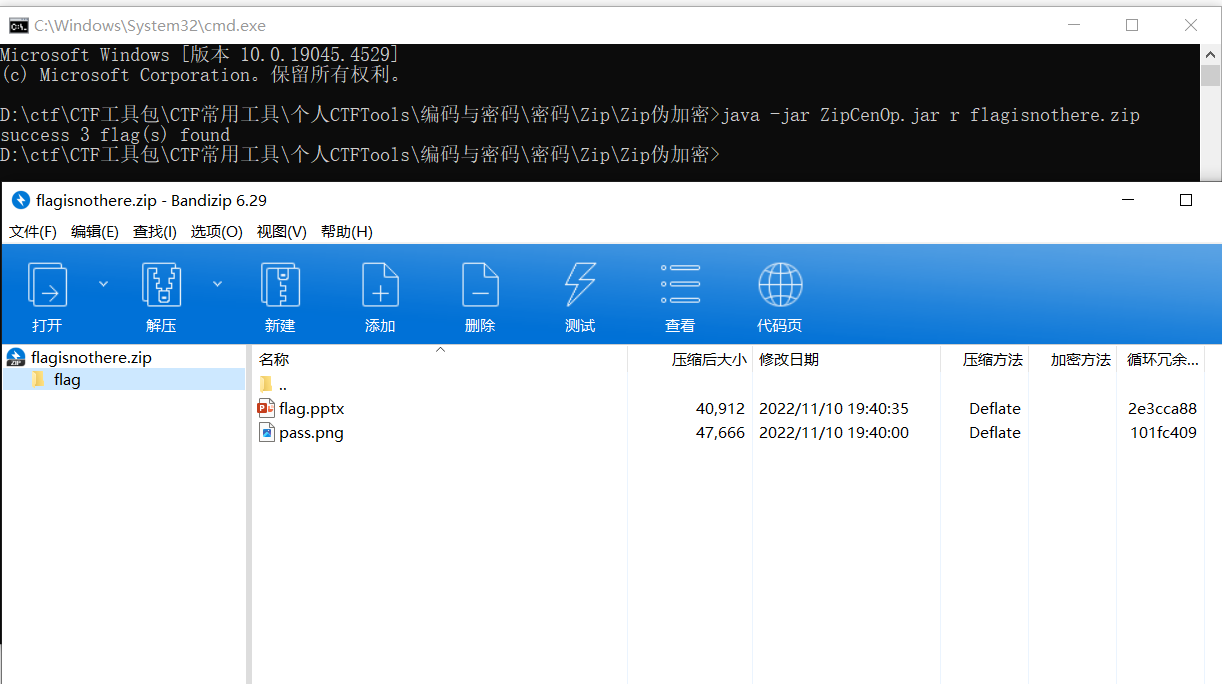 C:\Windows\System32\cmd.exe
Microsoft Windows [版本 10.0.19045.4529]
(c) Microsoft Corporation。保留所有权利。
D:\ctf\CTF工具包\CTF常用工具\个人CTFTools\编码与密码\密码\Zip\Zip伪加密>java -jar ZipCenOp.jar r flagisnothere.zip
success 3 flag(s) found
D:\ctf\CTF工具包\CTF常用工具\个人CTFTools\编码与密码\密码\Zip\Zip伪加密>
flagisnothere.zip - Bandizip 6.29
文件(F) 编辑(E) 查找(I) 选项(O) 视图(V) 帮助(H)
打开 解压 新建 添加 删除 测试 查看 代码页
flagisnothere.zip 名称 压缩后大小 修改日期 压缩方法 加密方法 循环冗余...
flag ..
flag.pptx 40,912 2022/11/10 19:40:35 Deflate 2e3cca88
pass.png 47,666 2022/11/10 19:40:00 Deflate 101fc409